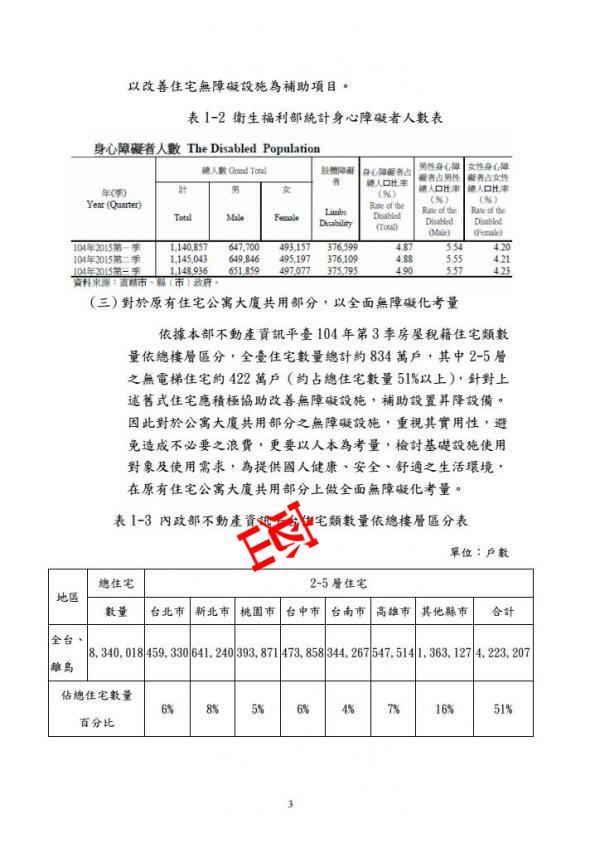 以改善住宅無障礙設施為補助項目。
表 1-2 衛生福利部統計身心障礙者人數表
身心障礙者人數 The Disabled Population
年(季)
Year (Quarter)
總人數 Grand Total
計 男 女
Total Male Female
肢體障礙
者
Limbs
Disability
身心障礙者占
總人口比率
(%)
Rate of the
Disabled
(Total)
男性身心障
礙者占男性
總人口比率
(%)
Rate of the
Disabled
(Male)
女性身心障
礙者占女性
總人口比率
(%)
Rate of the
Disabled
(Female)
104年2015第一季 1,140,857 647,700 493,157 376,599 4.87 5.54 4.20
104年2015第二季 1,145,043 649,846 495,197 376,109 4.88 5.55 4.21
104年2015第三季 1,148,936 651,859 497,077 375,795 4.90 5.57 4.23
資料來源：直轄市、縣(市)政府。
(三)對於原有住宅公寓大廈共用部分，以全面無障礙化考量
依據本部不動產資訊平臺 104 年第 3 季房屋稅籍住宅類數
量依總樓層區分，全臺住宅數量總計約 834 萬戶，其中 2-5 層
之無電梯住宅約 422 萬戶（約占總住宅數量 51%以上)，針對上
述舊式住宅應積極協助改善無障礙設施，補助設置昇降設備。
因此對於公寓大廈共用部分之無障礙設施，重視其實用性，避
免造成不必要之浪費，更要以人本為考量，檢討基礎設施使用
對象及使用需求，為提供國人健康、安全、舒適之生活環境，
在原有住宅公寓大廈共用部分上做全面無障礙化考量。
表 1-3 內政部不動產資訊平台住宅類數量依總樓層區分表
單位：戶數
地區 總住宅 2~5 層住宅
數量 台北市 新北市 桃園市 台中市 台南市 高雄市 其他縣市 合計
全台、
離島
8,340,018 459,330 641,240 393,871 473,858 344,267 547,514 1,363,127 4,223,207
佔總住宅數量
百分比
6% 8% 5% 6% 4% 7% 16% 51%
3